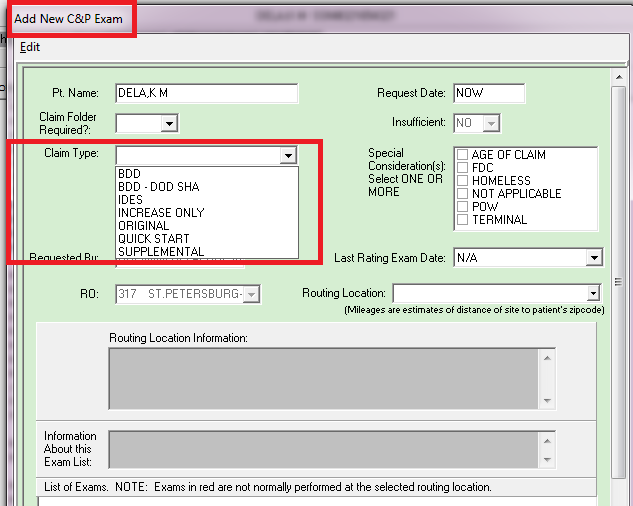 Add New C&P Exam
Edit
Pt. Name: DELA,K M Request Date: NOW
Claim Folder Required?: Insufficient: NO
Claim Type:
BDD
BDD - DOD SHA
IDES
INCREASE ONLY
ORIGINAL
QUICK START
SUPPLEMENTAL
Special
Consideration(s):
Select ONE OR
MORE
AGE OF CLAIM
FDC
HOMELESS
NOT APPLICABLE
POW
TERMINAL
Requested By: Last Rating Exam Date: N/A
RO: 317 ST.PETERSBURG- Routing Location:
(Mileages are estimates of distance of site to patient's zipcode)
Routing Location Information:
Information
About this
Exam List:
List of Exams. NOTE: Exams in red are not normally performed at the selected routing location.